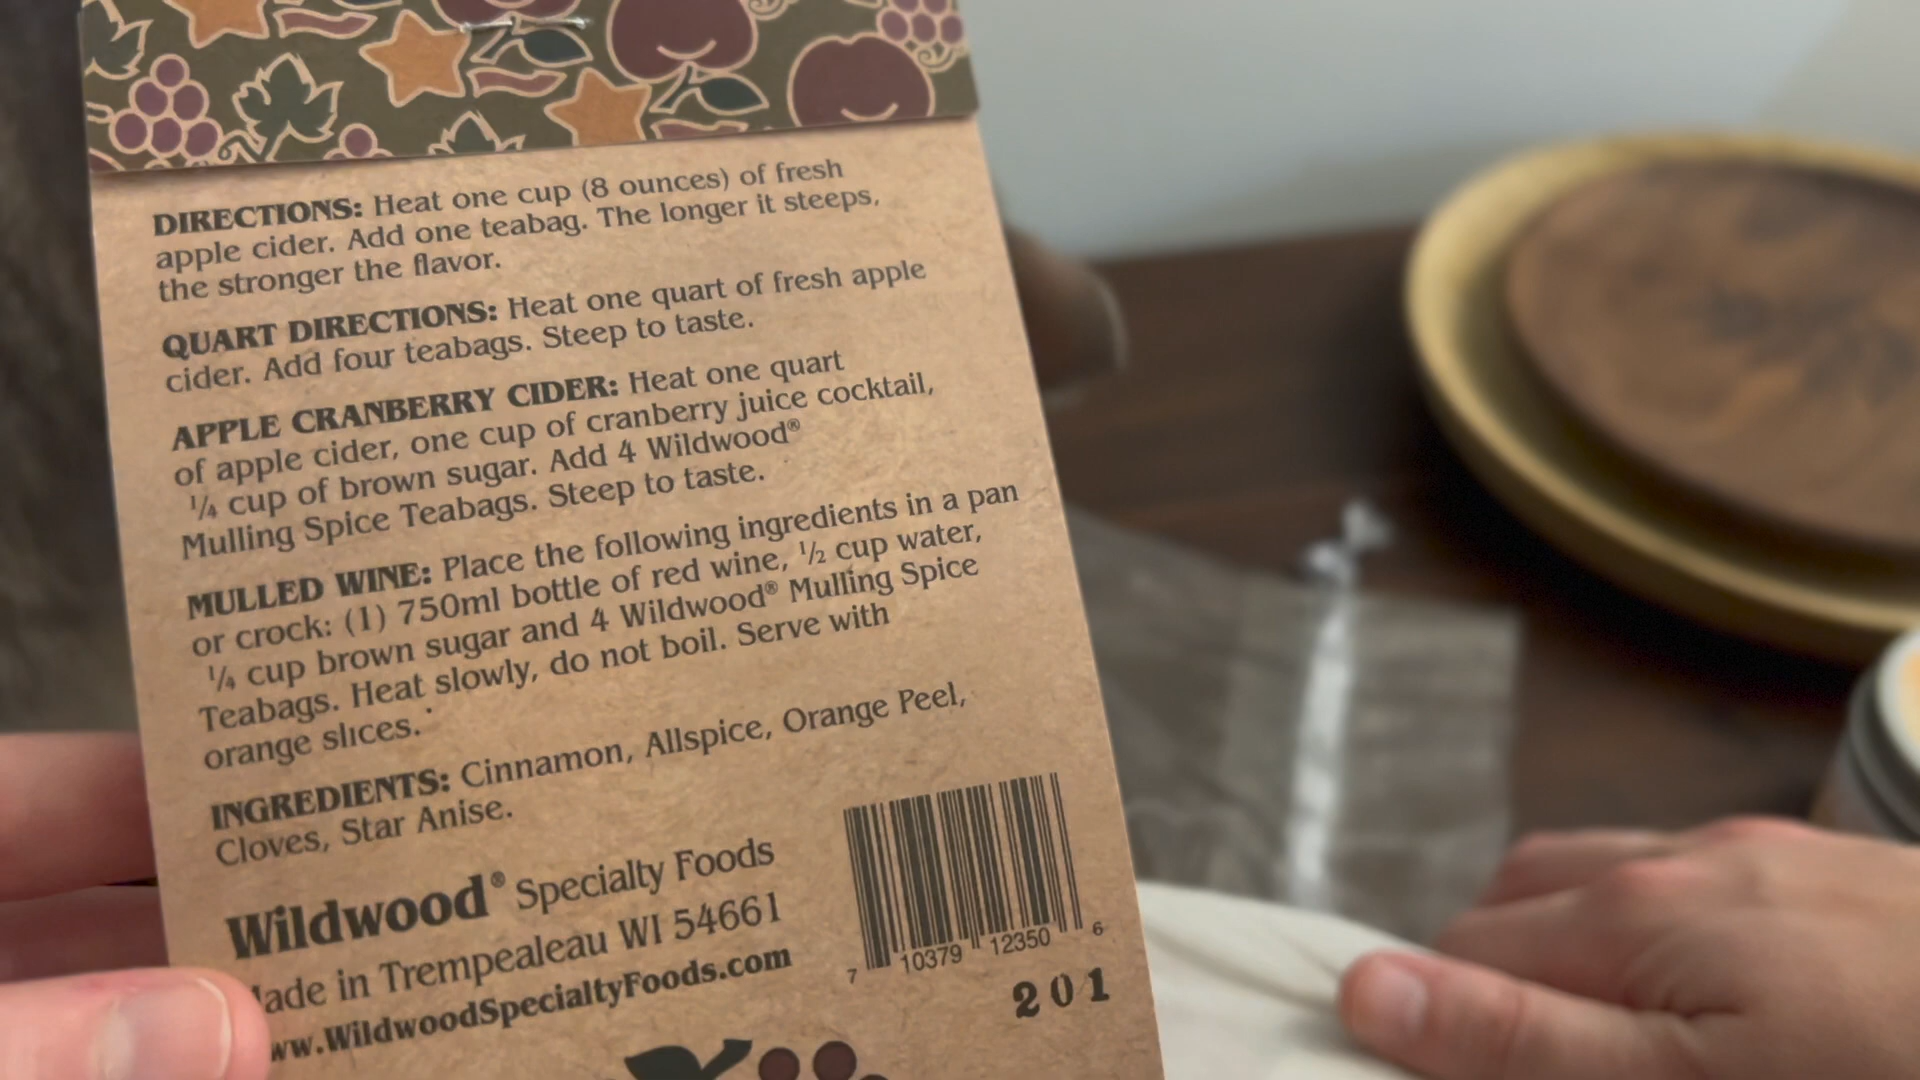 DIRECTIONS: Heat one cup (8 ounces) of fresh
apple cider. Add one teabag. The longer it steeps,
the stronger the flavor.
QUART DIRECTIONS: Heat one quart of fresh apple
cider. Add four teabags. Steep to taste.
APPLE CRANBERRY CIDER: Heat one quart
of apple cider, one cup of cranberry juice cocktail,
¼ cup of brown sugar. Add 4 Wildwood®
Mulling Spice Teabags. Steep to taste.
MULLED WINE: Place the following ingredients in a pan
or crock: (1) 750ml bottle of red wine, ½ cup water,
¼ cup brown sugar and 4 Wildwood® Mulling Spice
Teabags. Heat slowly, do not boil. Serve with
orange slices.
INGREDIENTS: Cinnamon, Allspice, Orange Peel,
Cloves, Star Anise.
Wildwood® Specialty Foods
Made in Trempealeau WI 54661
www.WildwoodSpecialtyFoods.com
7 10379 12350 6
201